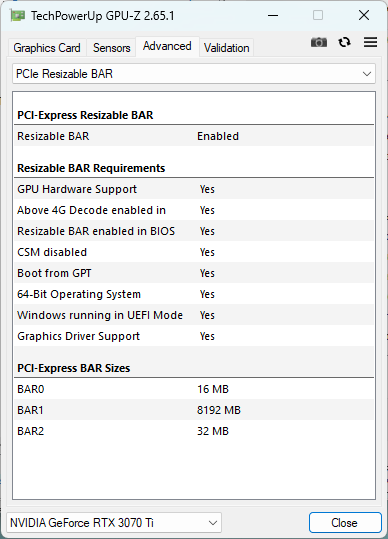 TechPowerUp GPU-Z 2.65.1
Graphics Card Sensors Advanced Validation
PCIe Resizable BAR
PCI-Express Resizable BAR
Resizable BAR Enabled
Resizable BAR Requirements
GPU Hardware Support Yes
Above 4G Decode enabled in Yes
Resizable BAR enabled in BIOS Yes
CSM disabled Yes
Boot from GPT Yes
64-Bit Operating System Yes
Windows running in UEFI Mode Yes
Graphics Driver Support Yes
PCI-Express BAR Sizes
BAR0 16 MB
BAR1 8192 MB
BAR2 32 MB
NVIDIA GeForce RTX 3070 Ti Close